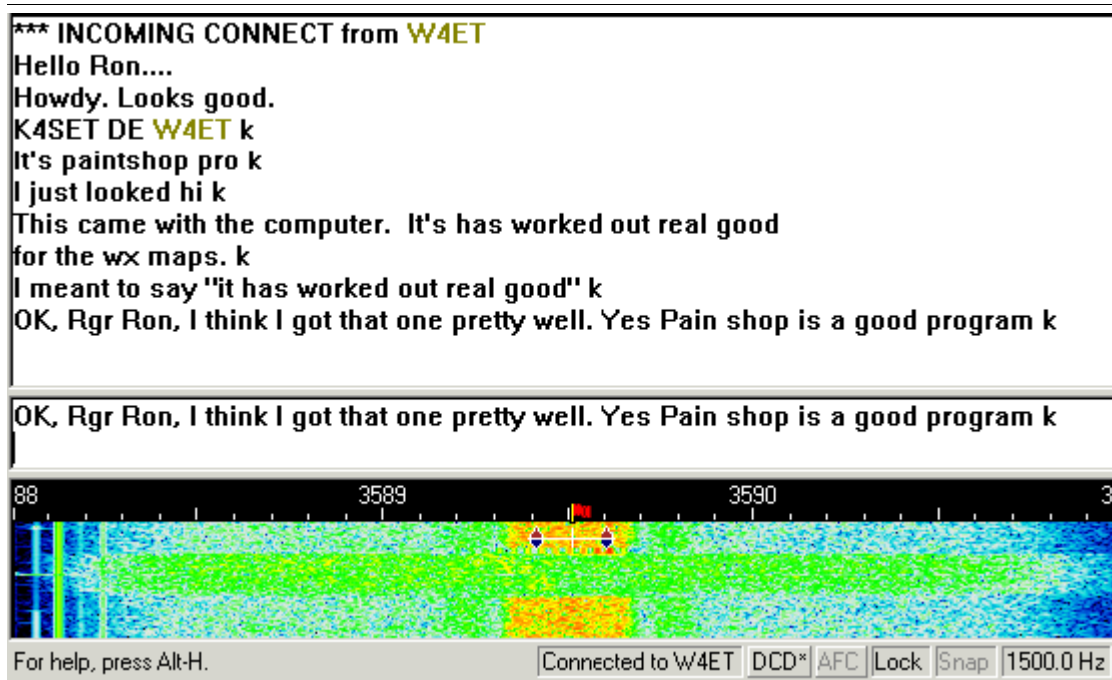 *** INCOMING CONNECT from W4ET
Hello Ron....
Howdy. Looks good.
K4SET DE W4ET k
It's paintshop pro k
I just looked hi k
This came with the computer.  It's has worked out real good
for the wx maps. k
I meant to say "it has worked out real good" k
OK, Rgr Ron, I think I got that one pretty well. Yes Pain shop is a good program k
OK, Rgr Ron, I think I got that one pretty well. Yes Pain shop is a good program k
88 3589 3590 3
For help, press Alt-H. Connected to W4ET DCD* AFC Lock Snap 1500.0 Hz